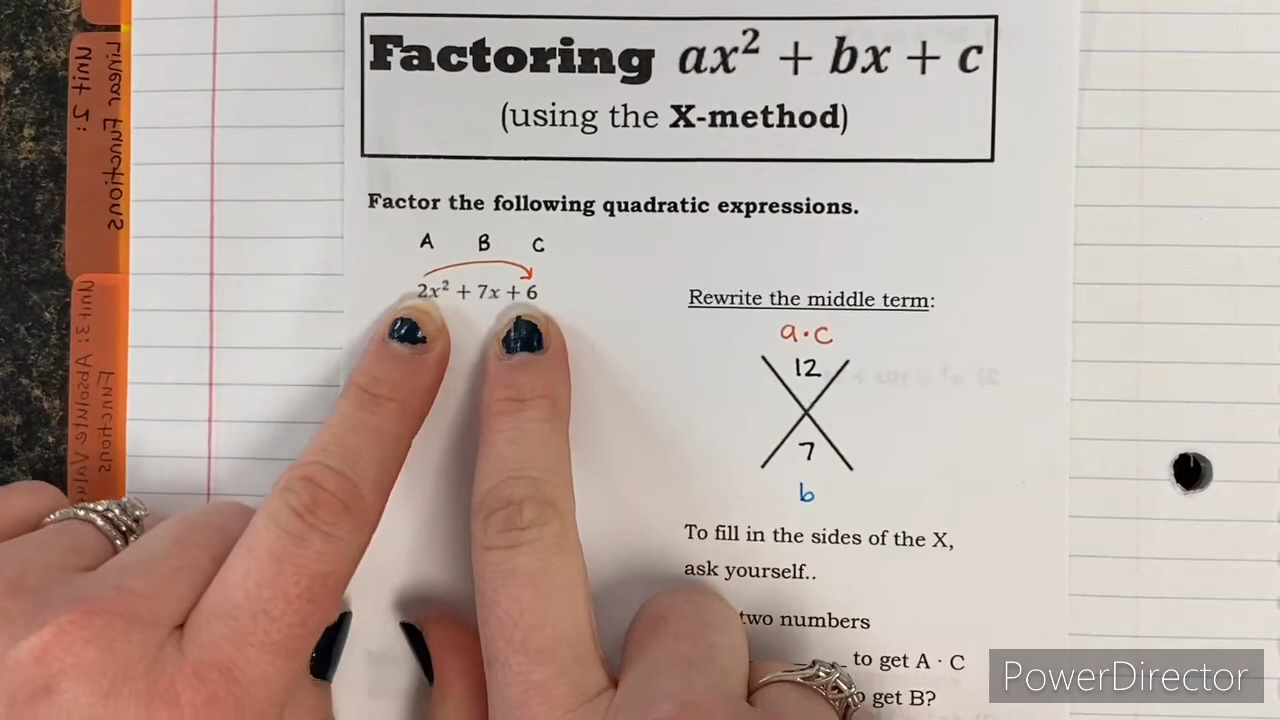 Factoring ax² + bx + c
(using the X-method)
Factor the following quadratic expressions.
A B C
2x² + 7x + 6
Rewrite the middle term:
a·c
12
7
b
To fill in the sides of the X,
ask yourself..
two numbers
to get A · C
get B?
Unit 2:
Linear Functions
Unit 3: Absolute Value
Functions
PowerDirector